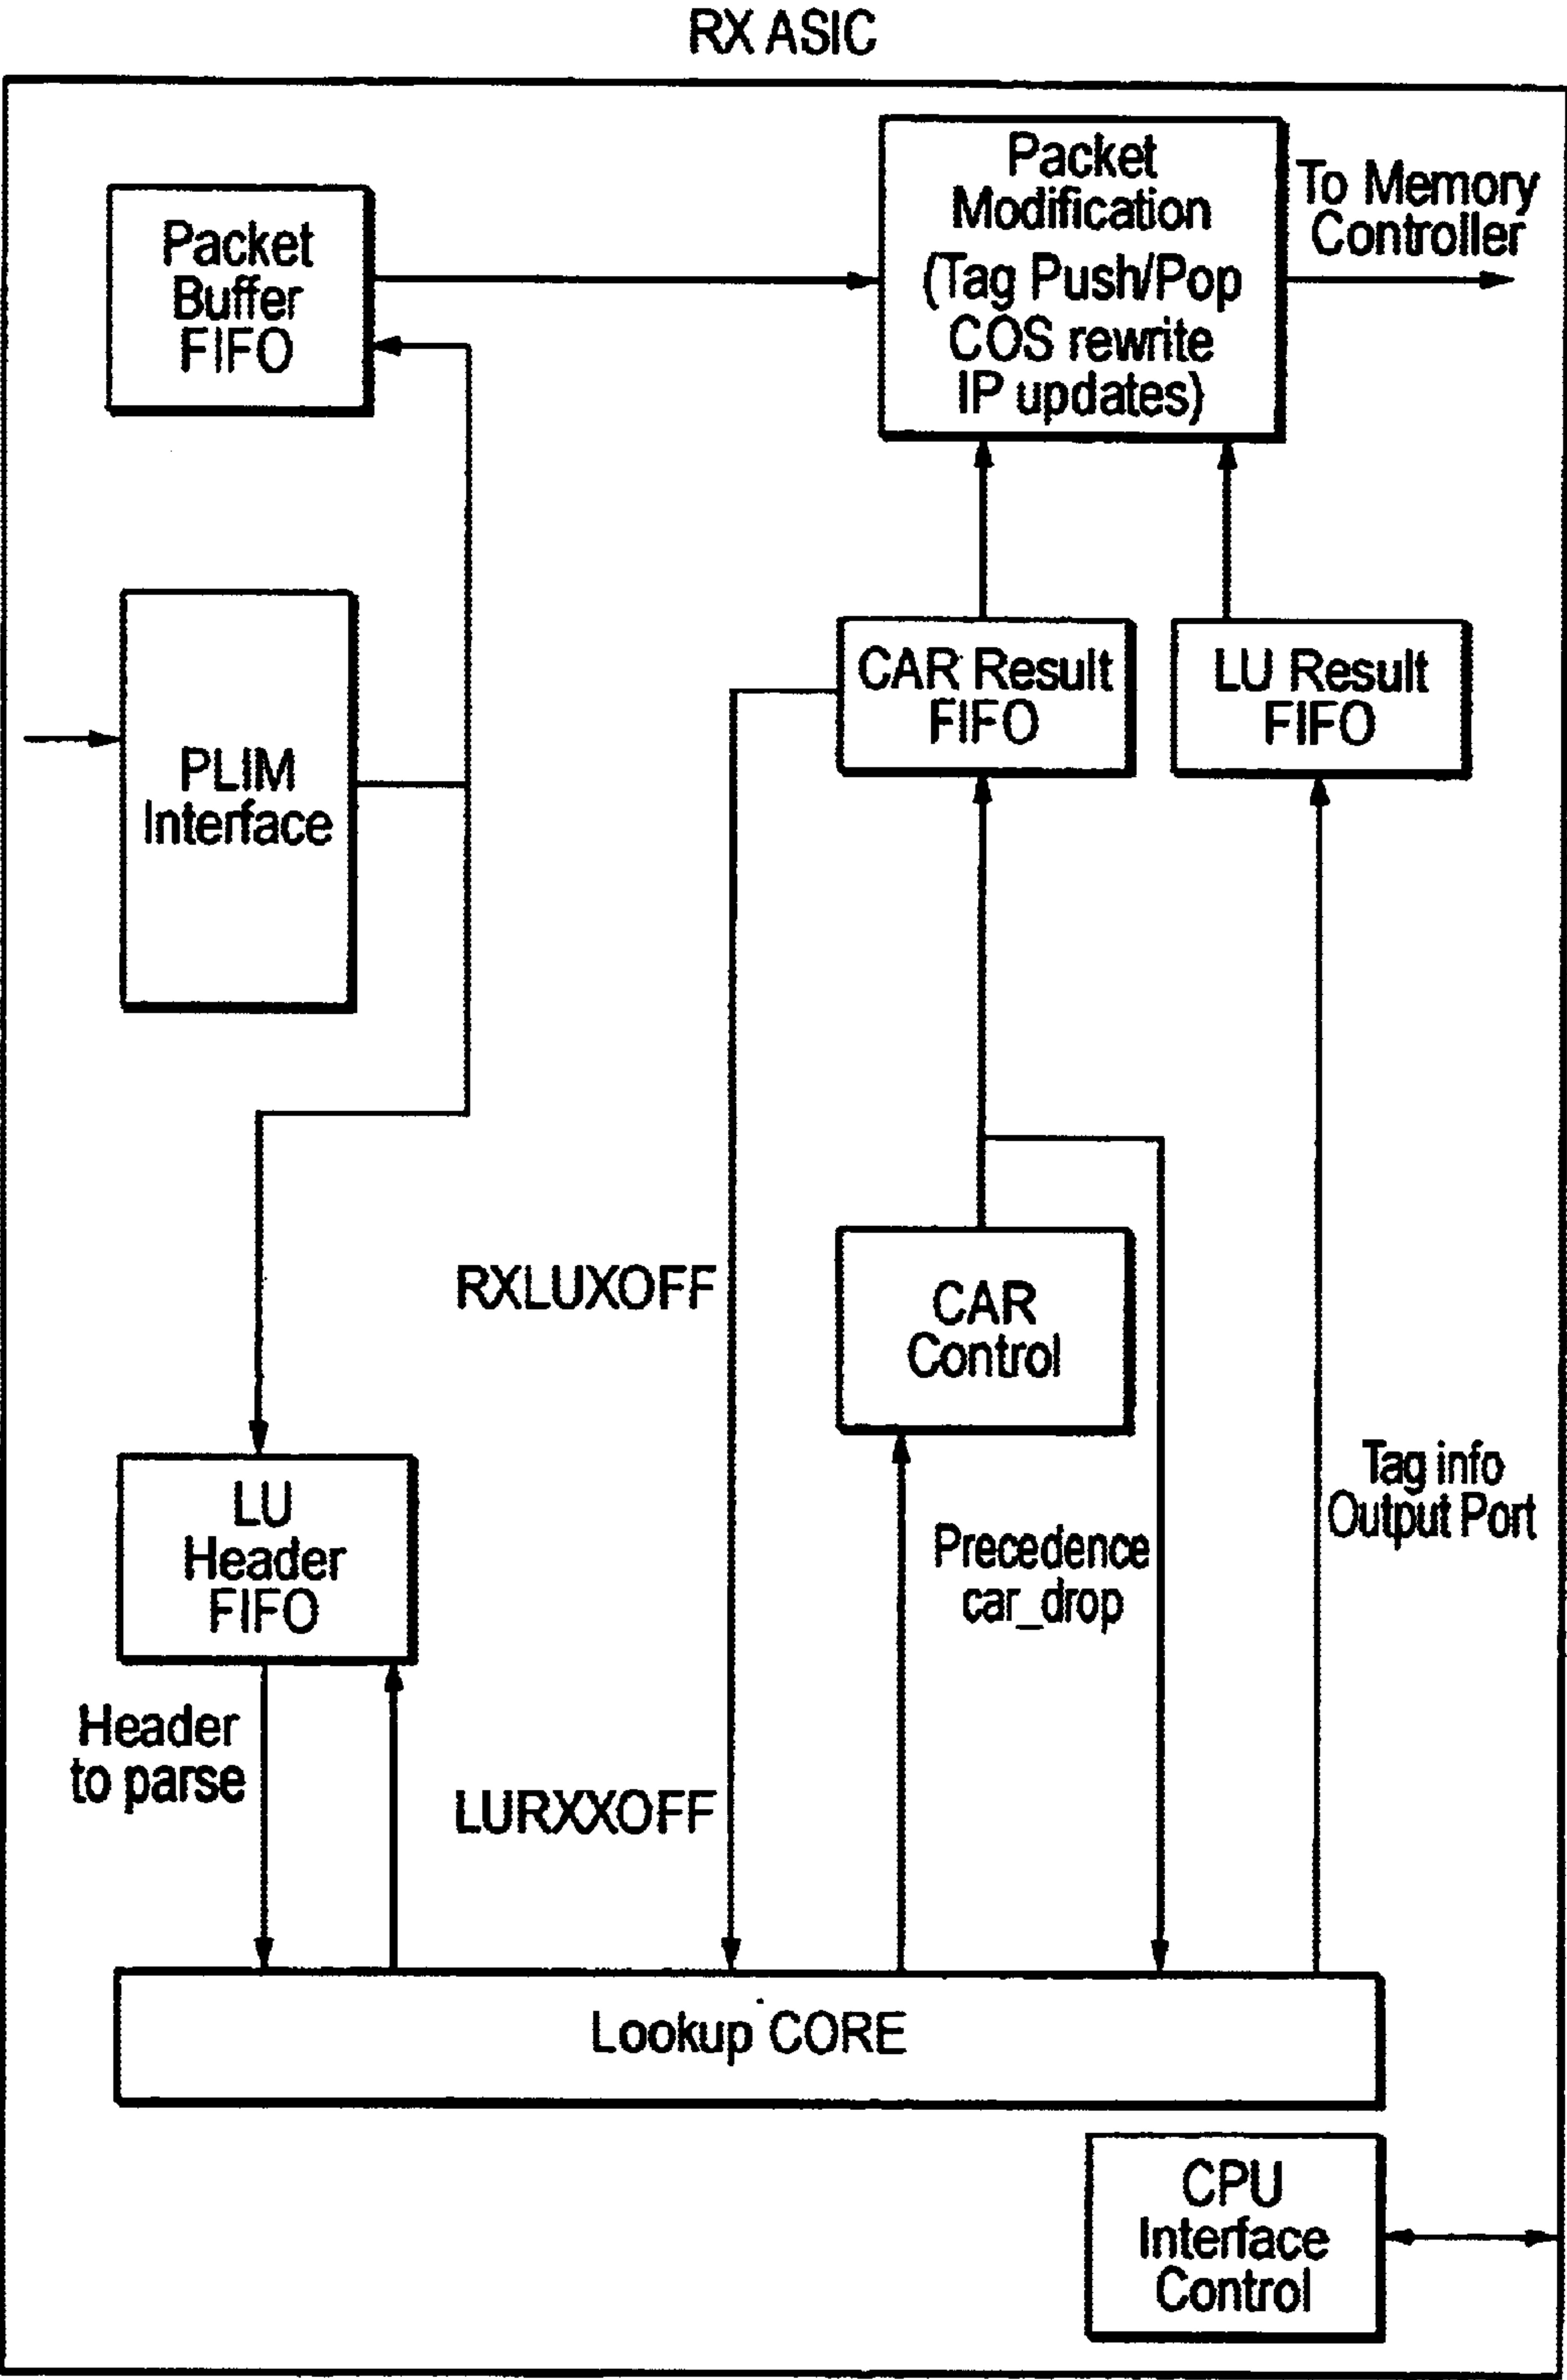 RX ASIC
Packet
Buffer
FIFO
Packet
Modification
(Tag Push/Pop
COS rewrite
IP updates)
To Memory
Controller
PLIM
Interface
CAR Result
FIFO
LU Result
FIFO
RXLUXOFF
CAR
Control
LU
Header
FIFO
Precedence
car_drop
Tag info
Output Port
Header
to parse
LURXXOFF
Lookup CORE
CPU
Interface
Control